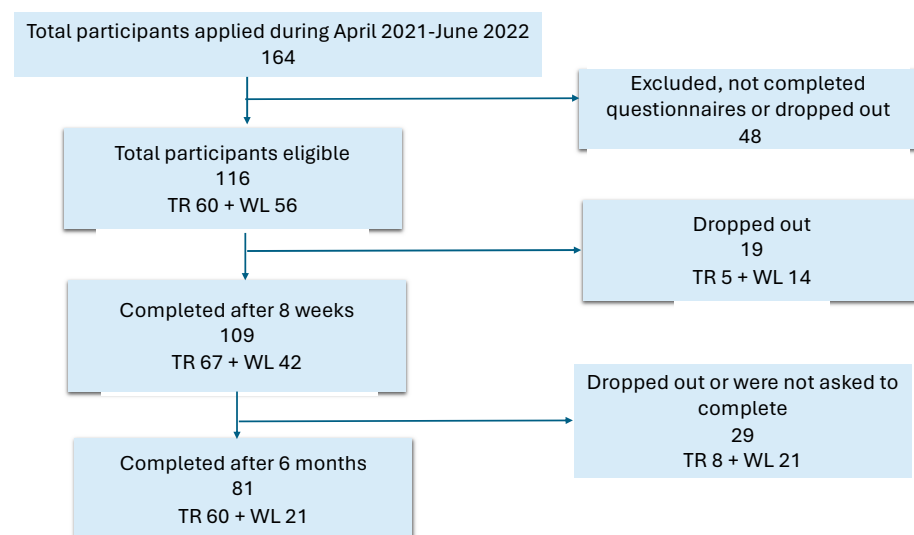 Total participants applied during April 2021-June 2022
164
Excluded, not completed
questionnaires or dropped out
48
Total participants eligible
116
TR 60 + WL 56
Dropped out
19
TR 5 + WL 14
Completed after 8 weeks
109
TR 67 + WL 42
Dropped out or were not asked to
complete
29
TR 8 + WL 21
Completed after 6 months
81
TR 60 + WL 21